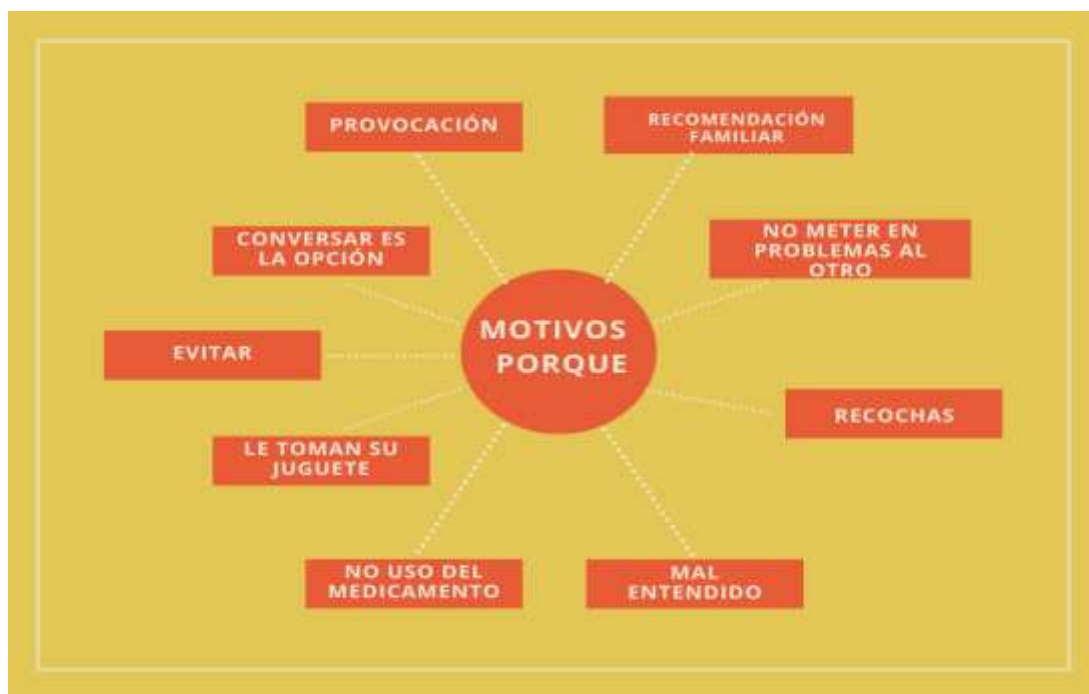 PROVOCACIÓN
RECOMENDACIÓN
FAMILIAR
CONVERSAR ES
LA OPCIÓN
NO METER EN
PROBLEMAS AL
OTRO
MOTIVOS
PORQUE
EVITAR
RECOCHAS
LE TOMAN SU
JUGUETE
NO USO DEL
MEDICAMENTO
MAL
ENTENDIDO